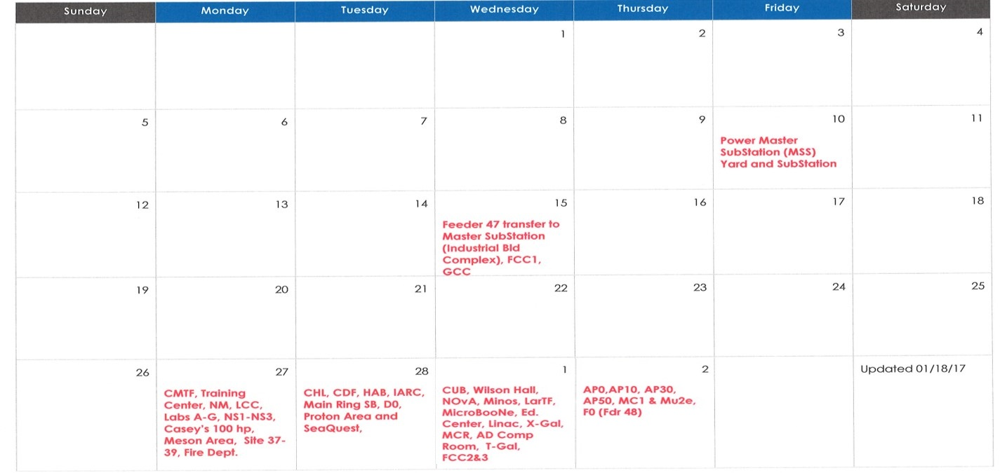 Sunday Monday Tuesday Wednesday Thursday Friday Saturday
1 2 3 4
5 6 7 8 9 10 11
Power Master
SubStation (MSS)
Yard and SubStation
12 13 14 15 16 17 18
Feeder 47 transfer to
Master SubStation
(Industrial Bld
Complex), FCC1,
GCC
19 20 21 22 23 24 25
26 27 28 1 2 Updated 01/18/17
CMTF, Training
Center, NM, LCC,
Labs A-G, NS1-NS3,
Casey's 100 hp,
Meson Area, Site 37-
39, Fire Dept.
CHL, CDF, HAB, IARC,
Main Ring SB, D0,
Proton Area and
SeaQuest,
CUB, Wilson Hall,
NOvA, Minos, LarTF,
MicroBooNe, Ed.
Center, Linac, X-Gal,
MCR, AD Comp
Room, T-Gal,
FCC2&3
AP0,AP10, AP30,
AP50, MC1 & Mu2e,
F0 (Fdr 48)